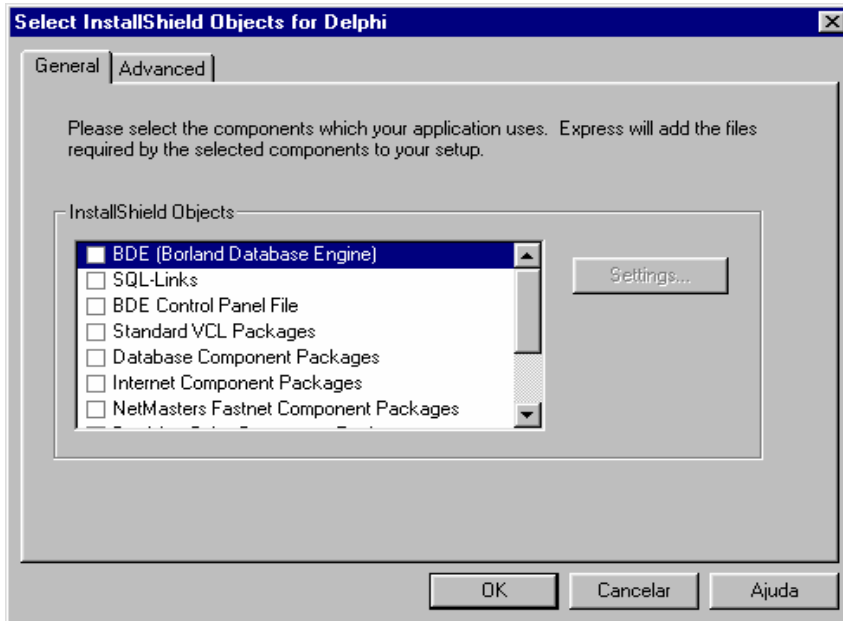 Select InstallShield Objects for Delphi
General
Advanced
Please select the components which your application uses. Express will add the files
required by the selected components to your setup.
InstallShield Objects
BDE (Borland Database Engine)
Settings...
SQL-Links
BDE Control Panel File
Standard VCL Packages
Database Component Packages
Internet Component Packages
NetMasters Fastnet Component Packages
OK
Cancelar
Ajuda